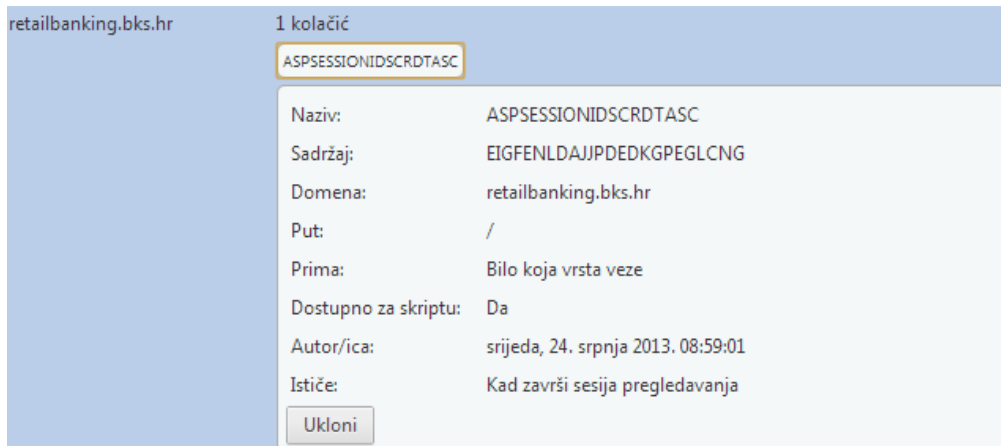 retailbanking.bks.hr 1 kolačić
ASPSESSIONIDSCRDTASC
Naziv: ASPSESSIONIDSCRDTASC
Sadržaj: EIGFENLDAJJPDEDKGPEGLCNG
Domena: retailbanking.bks.hr
Put: /
Prima: Bilo koja vrsta veze
Dostupno za skriptu: Da
Autor/ica: srijeda, 24. srpnja 2013. 08:59:01
Ističe: Kad završi sesija pregledavanja
Ukloni